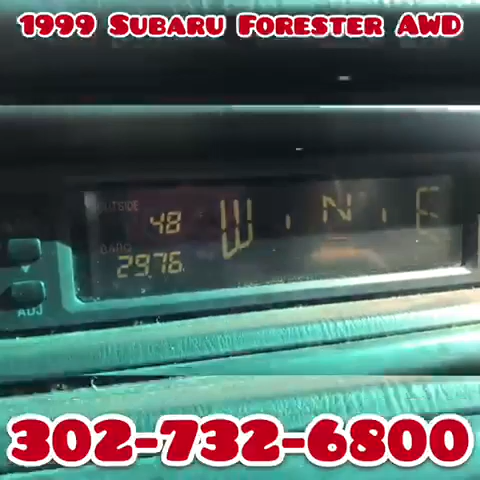 1999 Subaru Forester AWD
OUTSIDE
48
W I N I E
BARO
29.76
ADJ
302-732-6800